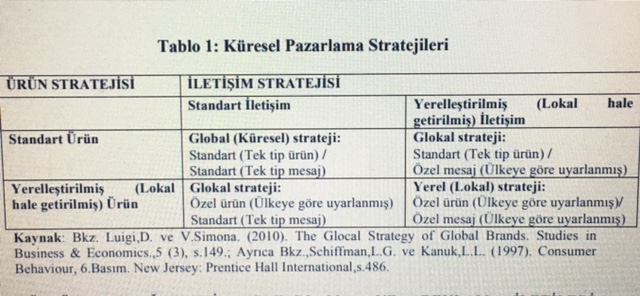 Tablo 1: Küresel Pazarlama Stratejileri
ÜRÜN STRATEJİSİ İLETİŞİM STRATEJİSİ
Standart İletişim
Yerelleştirilmiş (Lokal hale
getirilmiş) İletişim
Standart Ürün
Global (Küresel) strateji:
Standart (Tek tip ürün) /
Standart (Tek tip mesaj)
Glokal strateji:
Standart (Tek tip ürün) /
Özel mesaj (Ülkeye göre uyarlanmış)
Yerelleştirilmiş (Lokal
hale getirilmiş) Ürün
Glokal strateji:
Özel ürün (Ülkeye göre uyarlanmış)
Standart (Tek tip mesaj)
Yerel (Lokal) strateji:
Özel ürün (Ülkeye göre uyarlanmış)/
Özel mesaj (Ülkeye göre uyarlanmış)
Kaynak: Bkz. Luigi,D. ve V.Simona. (2010). The Glocal Strategy of Global Brands. Studies in
Business & Economics.,5 (3), s.149.; Ayrıca Bkz.,Schiffman,L.G. ve Kanuk,L.L. (1997). Consumer
Behaviour, 6.Basım. New Jersey: Prentice Hall International,s.486.